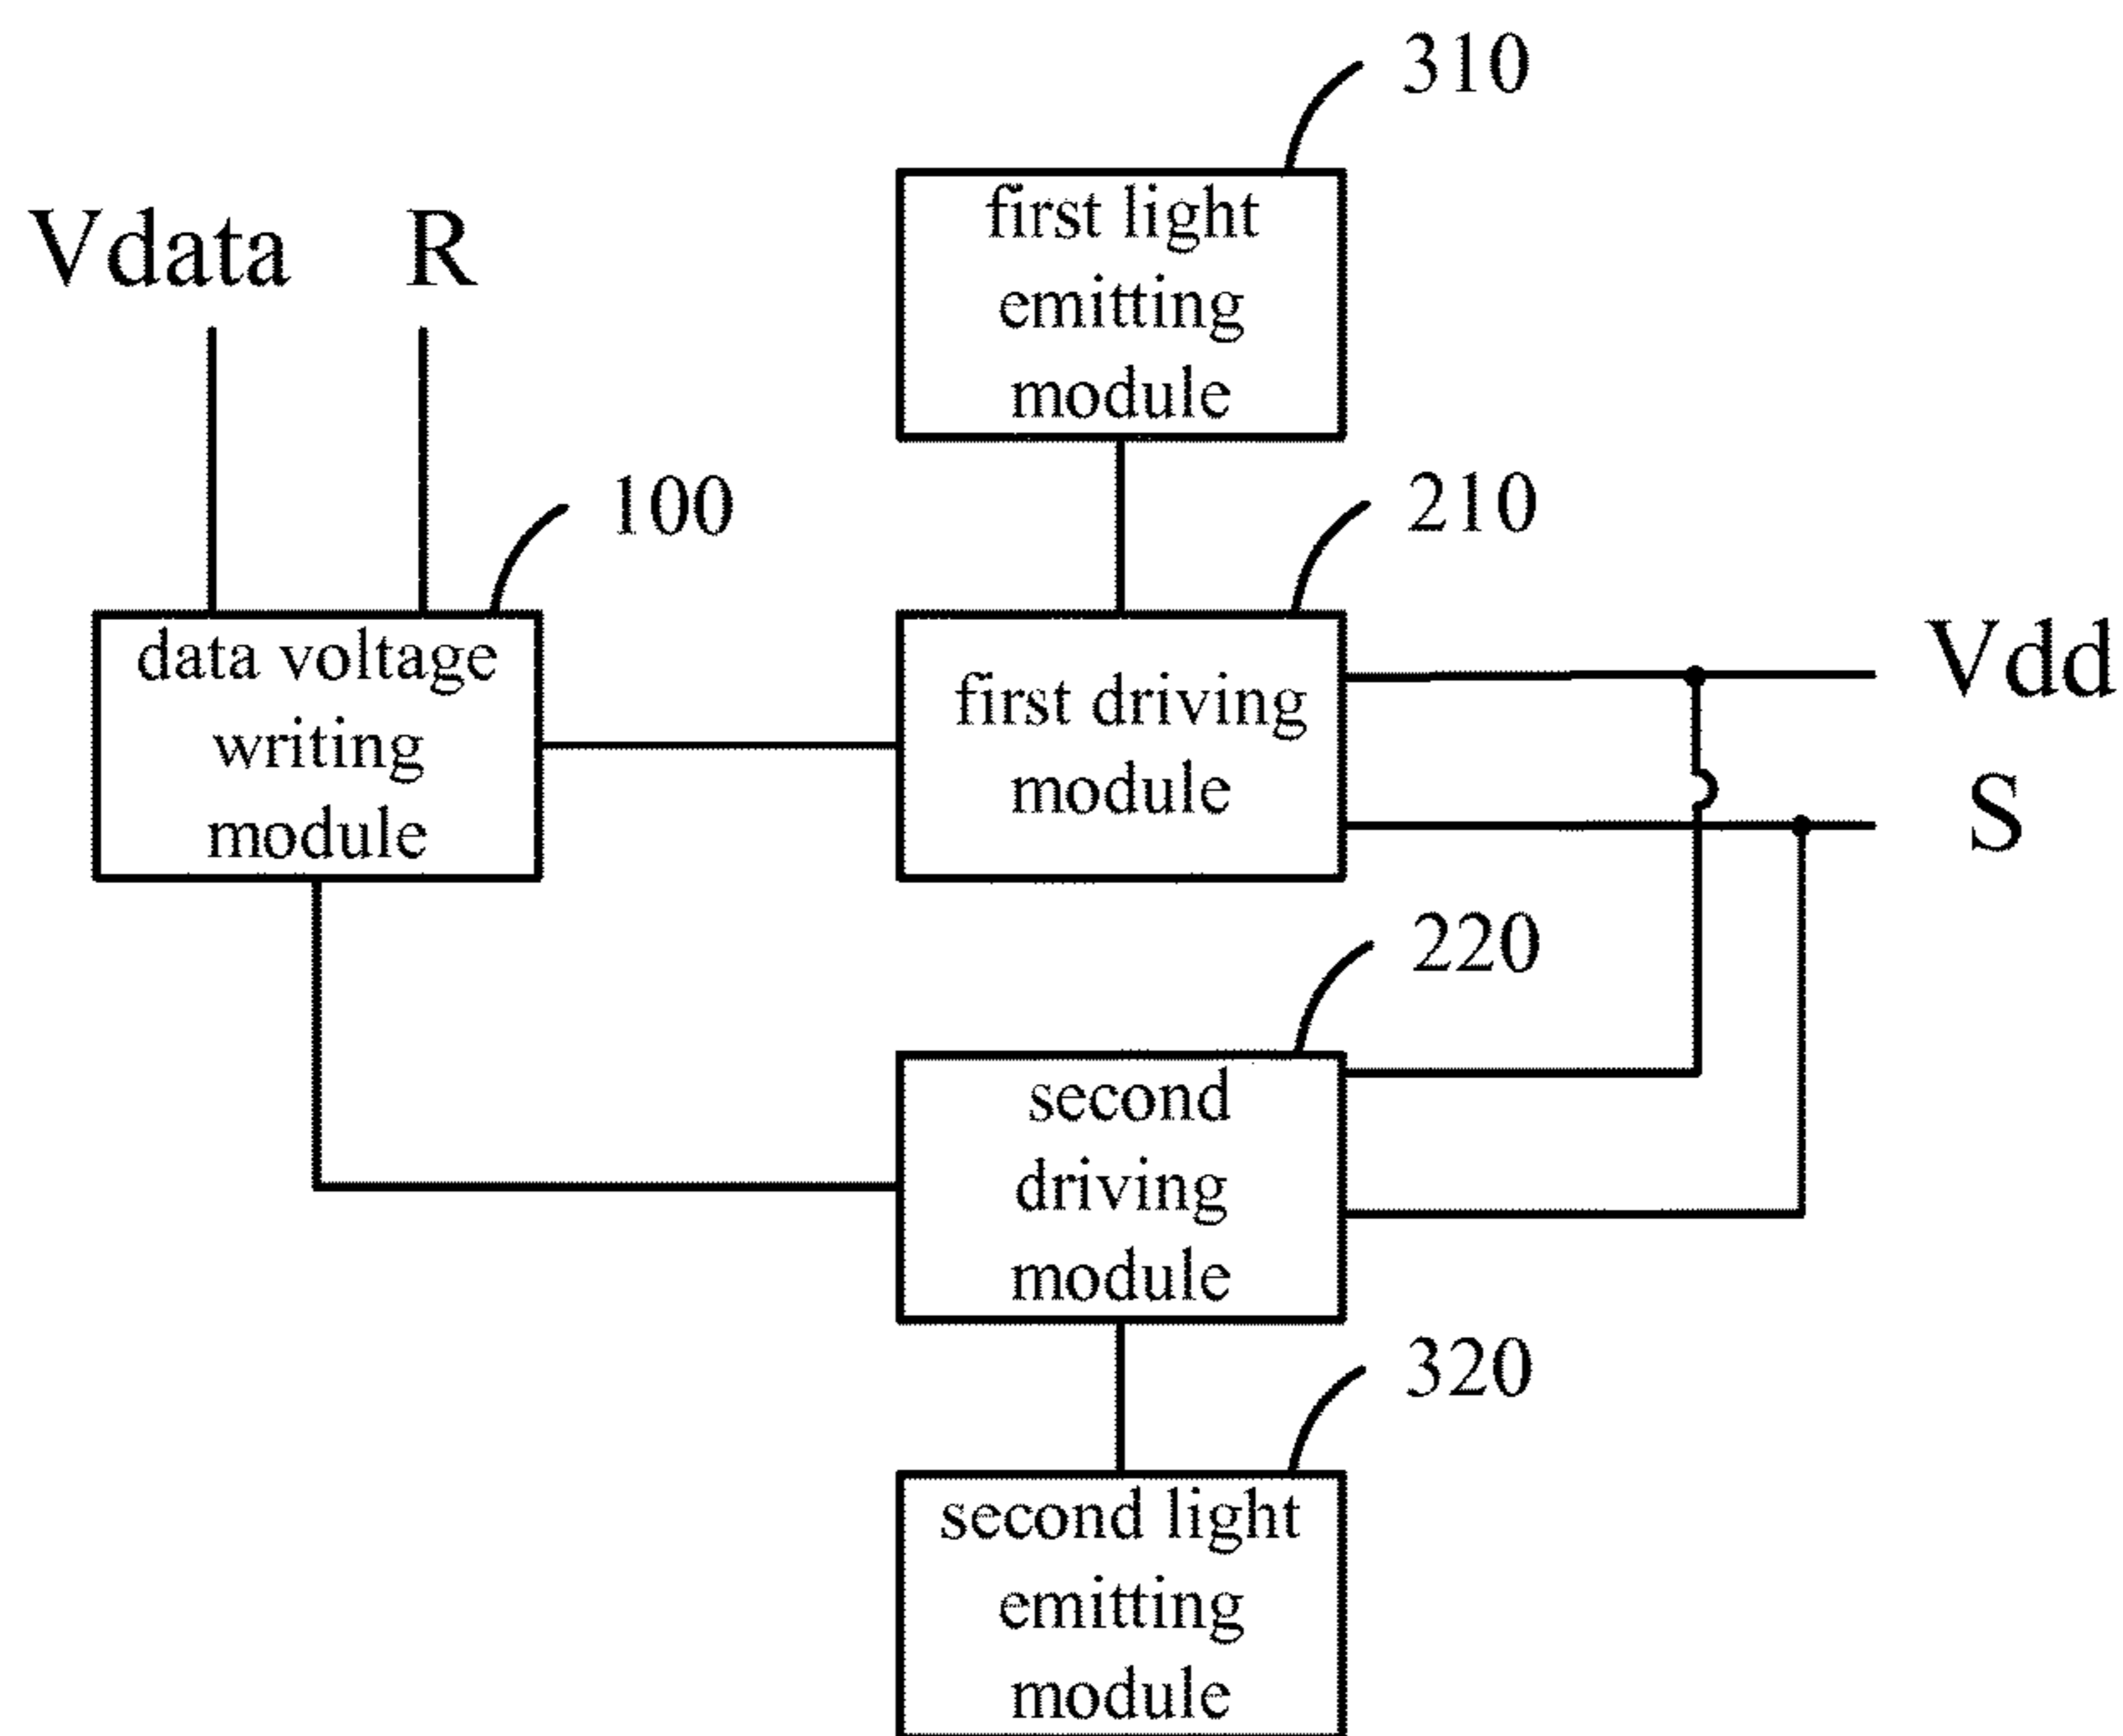 310
first light
emitting
module
Vdata R
100
210
data voltage
writing
module
first driving
module
Vdd
S
220
second
driving
module
320
second light
emitting
module